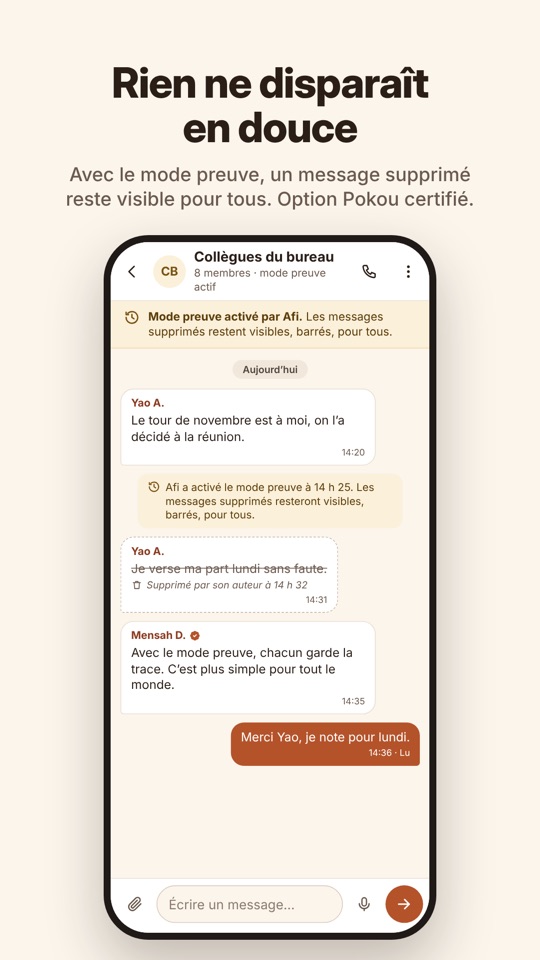 Rien ne disparaît
en douce
Avec le mode preuve, un message supprimé
reste visible pour tous. Option Pokou certifié.
CB
Collègues du bureau
8 membres · mode preuve
actif
Mode preuve activé par Afi. Les messages
supprimés restent visibles, barrés, pour tous.
Aujourd'hui
Yao A.
Le tour de novembre est à moi, on l'a
décidé à la réunion.
14:20
Afi a activé le mode preuve à 14 h 25. Les
messages supprimés resteront visibles,
barrés, pour tous.
Yao A.
Je verse ma part lundi sans faute.
Supprimé par son auteur à 14 h 32
14:31
Mensah D.
Avec le mode preuve, chacun garde la
trace. C'est plus simple pour tout le
monde.
14:35
Merci Yao, je note pour lundi.
14:36 · Lu
Écrire un message...